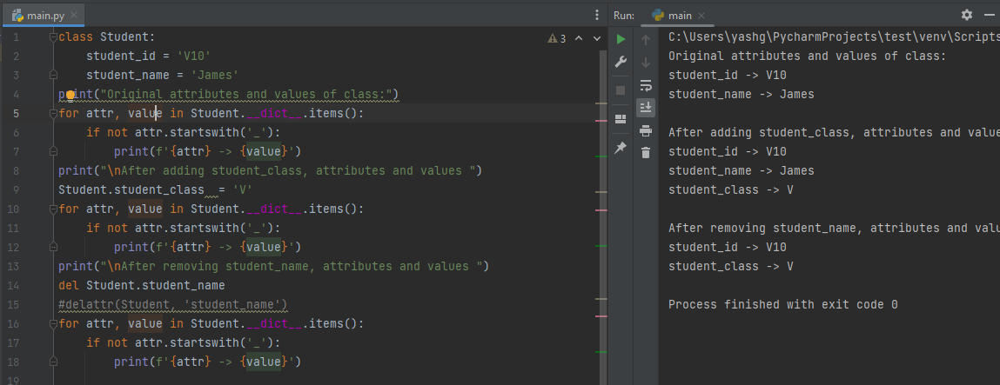 main.py
1 class Student:
2 student_id = 'V10'
3 student_name = 'James'
4 print("Original attributes and values of class:")
5 for attr, value in Student.__dict__.items():
6 if not attr.startswith('_'):
7 print(f'{attr} -> {value}')
8 print("\nAfter adding student_class, attributes and values ")
9 Student.student_class  = 'V'
10 for attr, value in Student.__dict__.items():
11 if not attr.startswith('_'):
12 print(f'{attr} -> {value}')
13 print("\nAfter removing student_name, attributes and values ")
14 del Student.student_name
15 #delattr(Student, 'student_name')
16 for attr, value in Student.__dict__.items():
17 if not attr.startswith('_'):
18 print(f'{attr} -> {value}')
19
3
Run: main
C:\Users\yashg\PycharmProjects\test\venv\Scripts
Original attributes and values of class:
student_id -> V10
student_name -> James
After adding student_class, attributes and value
student_id -> V10
student_name -> James
student_class -> V
After removing student_name, attributes and valu
student_id -> V10
student_class -> V
Process finished with exit code 0